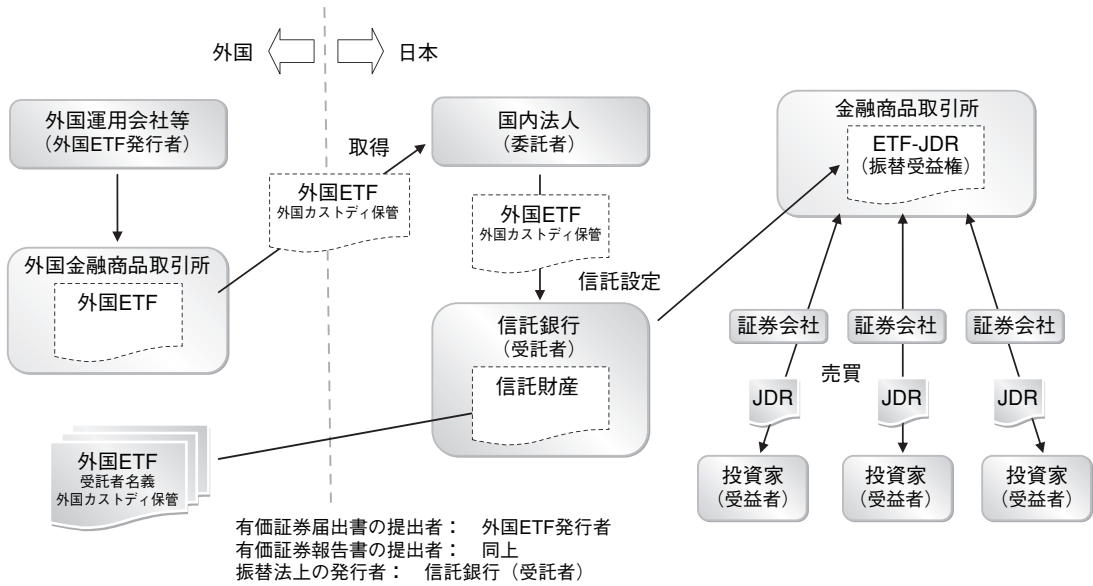 外国
日本
外国運用会社等
（外国ETF発行者）
取得
外国ETF
外国カストディ保管
外国金融商品取引所
外国ETF
国内法人
（委託者）
外国ETF
外国カストディ保管
信託設定
信託銀行
（受託者）
信託財産
外国ETF
受託者名義
外国カストディ保管
金融商品取引所
ETF-JDR
（振替受益権）
証券会社
証券会社
証券会社
売買
JDR
JDR
JDR
投資家
（受益者）
投資家
（受益者）
投資家
（受益者）
有価証券届出書の提出者： 外国ETF発行者
有価証券報告書の提出者： 同上
振替法上の発行者： 信託銀行（受託者）